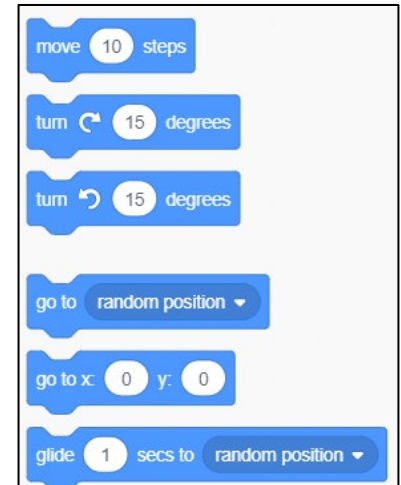 move 10 steps
turn 15 degrees
turn 15 degrees
go to random position
go to x: 0 y: 0
glide 1 secs to random position